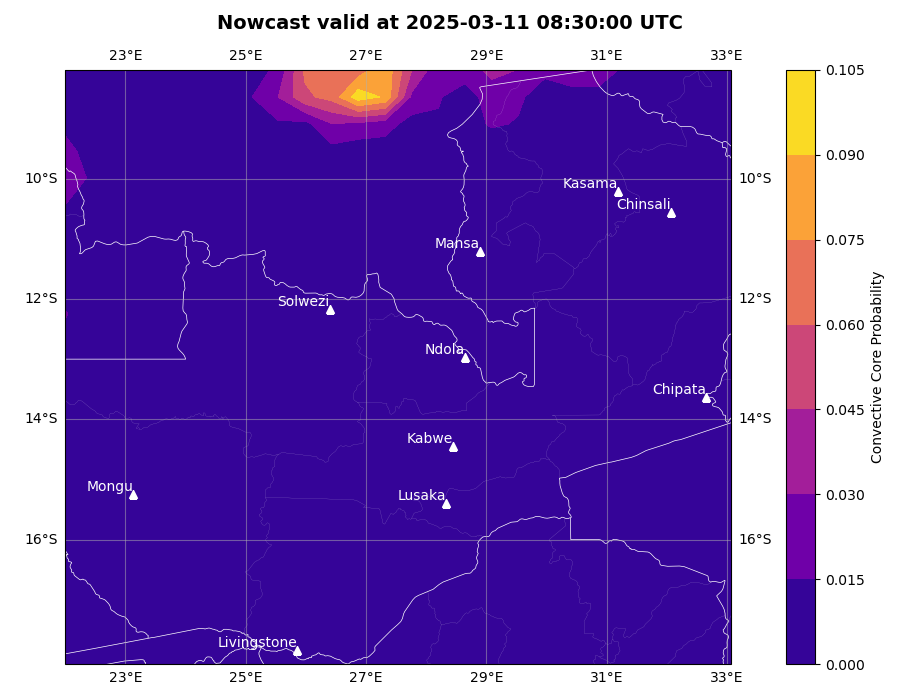 Nowcast valid at 2025-03-11 08:30:00 UTC
23°E 25°E 27°E 29°E 31°E 33°E
0.105
0.090
10°S Kasama 10°S
Chinsali
0.075
Mansa
12°S Solwezi 12°S
0.060
Ndola
Chipata
14°S 14°S
0.045
Kabwe
Mongu
Lusaka
0.030
16°S 16°S
0.015
Livingstone
0.000
23°E 25°E 27°E 29°E 31°E 33°E
Convective Core Probability